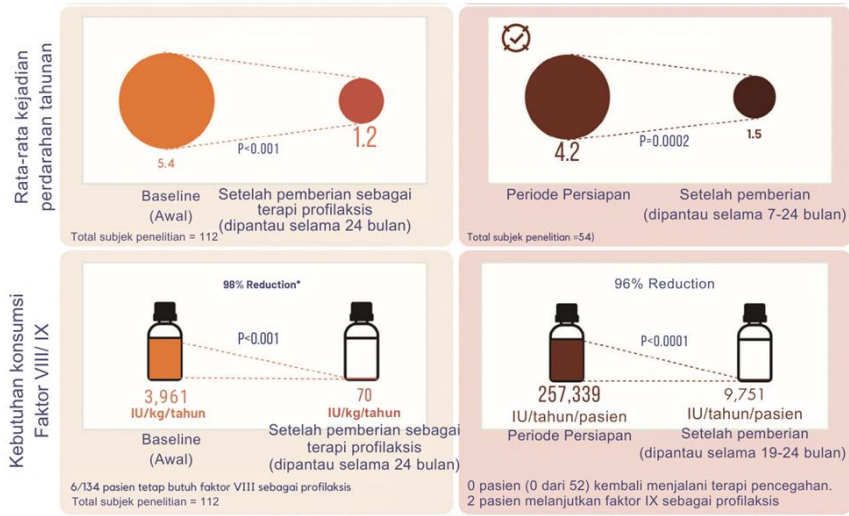 Rata-rata kejadian
perdarahan tahunan
5.4
P<0.001
1.2
Baseline
(Awal)
Setelah pemberian sebagai
terapi profilaksis
(dipantau selama 24 bulan)
Total subjek penelitian = 112
4.2
P=0.0002
1.5
Periode Persiapan
Setelah pemberian
(dipantau selama 7-24 bulan)
Total subjek penelitian =54)
Kebutuhan konsumsi
Faktor VIII/ IX
98% Reduction*
P<0.001
3,961
IU/kg/tahun
70
IU/kg/tahun
Baseline
(Awal)
Setelah pemberian sebagai
terapi profilaksis
(dipantau selama 24 bulan)
6/134 pasien tetap butuh faktor VIII sebagai profilaksis
Total subjek penelitian = 112
96% Reduction
P<0.0001
257,339
IU/tahun/pasien
9,751
IU/tahun/pasien
Periode Persiapan
Setelah pemberian
(dipantau selama 19-24 bulan)
0 pasien (0 dari 52) kembali menjalani terapi pencegahan.
2 pasien melanjutkan faktor IX sebagai profilaksis